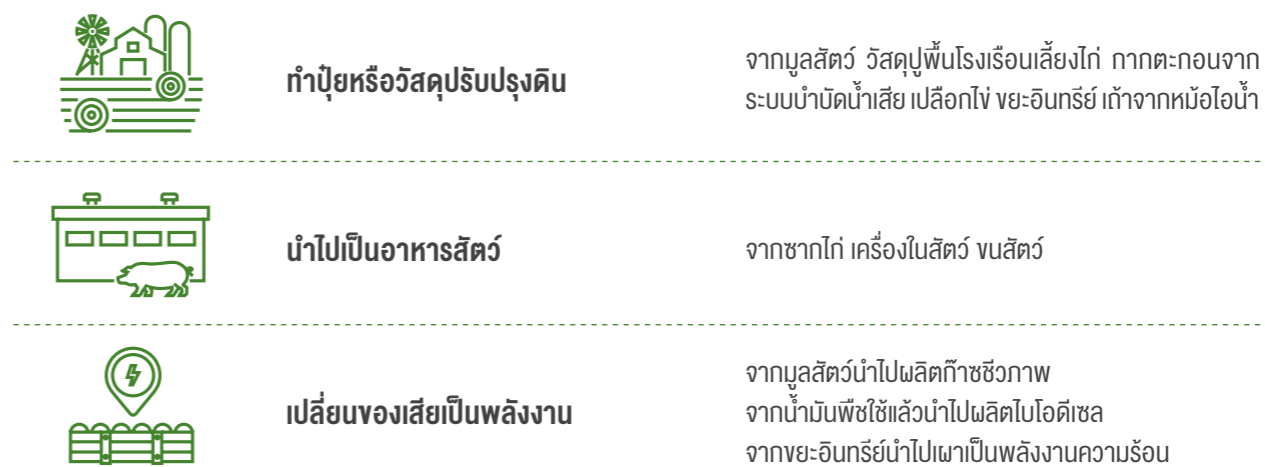 ทำปุ๋ยหรือวัสดุปรับปรุงดิน
จากมูลสัตว์ วัสดุปูพื้นโรงเรือนเลี้ยงไก่ กากตะกอนจาก
ระบบบำบัดน้ำเสีย เปลือกไข่ ขยะอินทรีย์ เถ้าจากหม้อไอน้ำ
นำไปเป็นอาหารสัตว์
จากซากไก่ เครื่องในสัตว์ ขนสัตว์
เปลี่ยนของเสียเป็นพลังงาน
จากมูลสัตว์นำไปผลิตก๊าซชีวภาพ
จากน้ำมันพืชใช้แล้วนำไปผลิตไบโอดีเซล
จากขยะอินทรีย์นำไปเผาเป็นพลังงานความร้อน